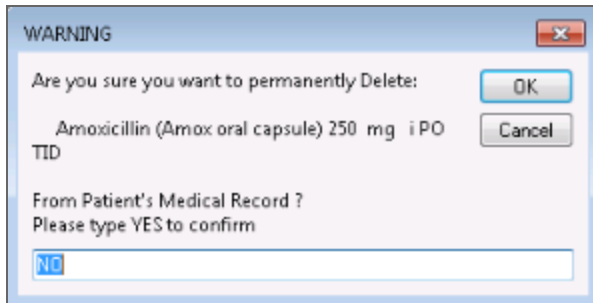 WARNING
Are you sure you want to permanently Delete:
OK
Amoxicillin (Amox oral capsule) 250 mg i PO
Cancel
TID
From Patient's Medical Record ?
Please type YES to confirm
NO